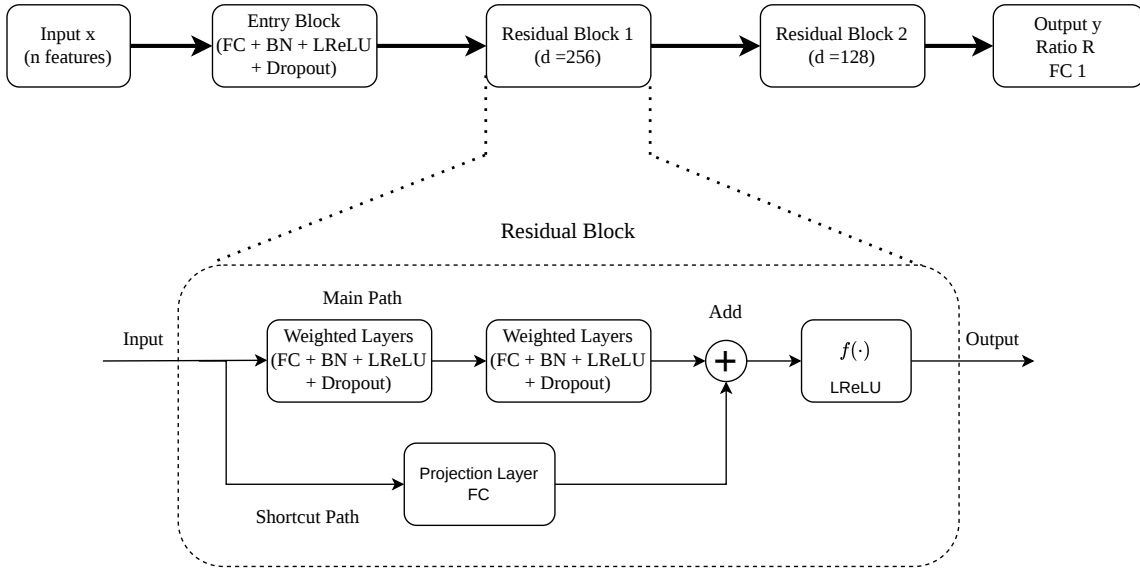 Input x
(n features)
Entry Block
(FC + BN + LReLU
+ Dropout)
Residual Block 1
(d =256)
Residual Block 2
(d =128)
Output y
Ratio R
FC 1
Residual Block
Main Path
Input
Weighted Layers
(FC + BN + LReLU
+ Dropout)
Weighted Layers
(FC + BN + LReLU
+ Dropout)
Add
+
f(·)
LReLU
Output
Projection Layer
FC
Shortcut Path